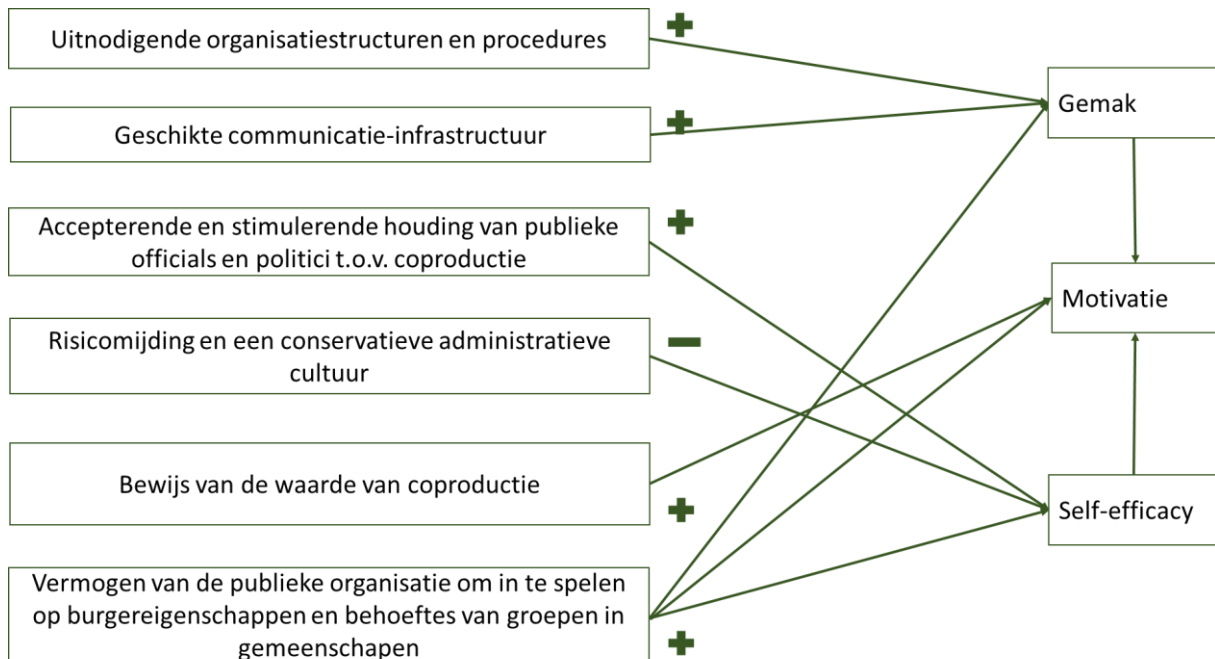 Uitnodigende organisatiestructuren en procedures
Geschikte communicatie-infrastructuur
Accepterende en stimulerende houding van publieke
officials en politici t.o.v. coproductie
Risicomijding en een conservatieve administratieve
cultuur
Bewijs van de waarde van coproductie
Vermogen van de publieke organisatie om in te spelen
op burgereigenschappen en behoeftes van groepen in
gemeenschapen
Gemak
Motivatie
Self-efficacy